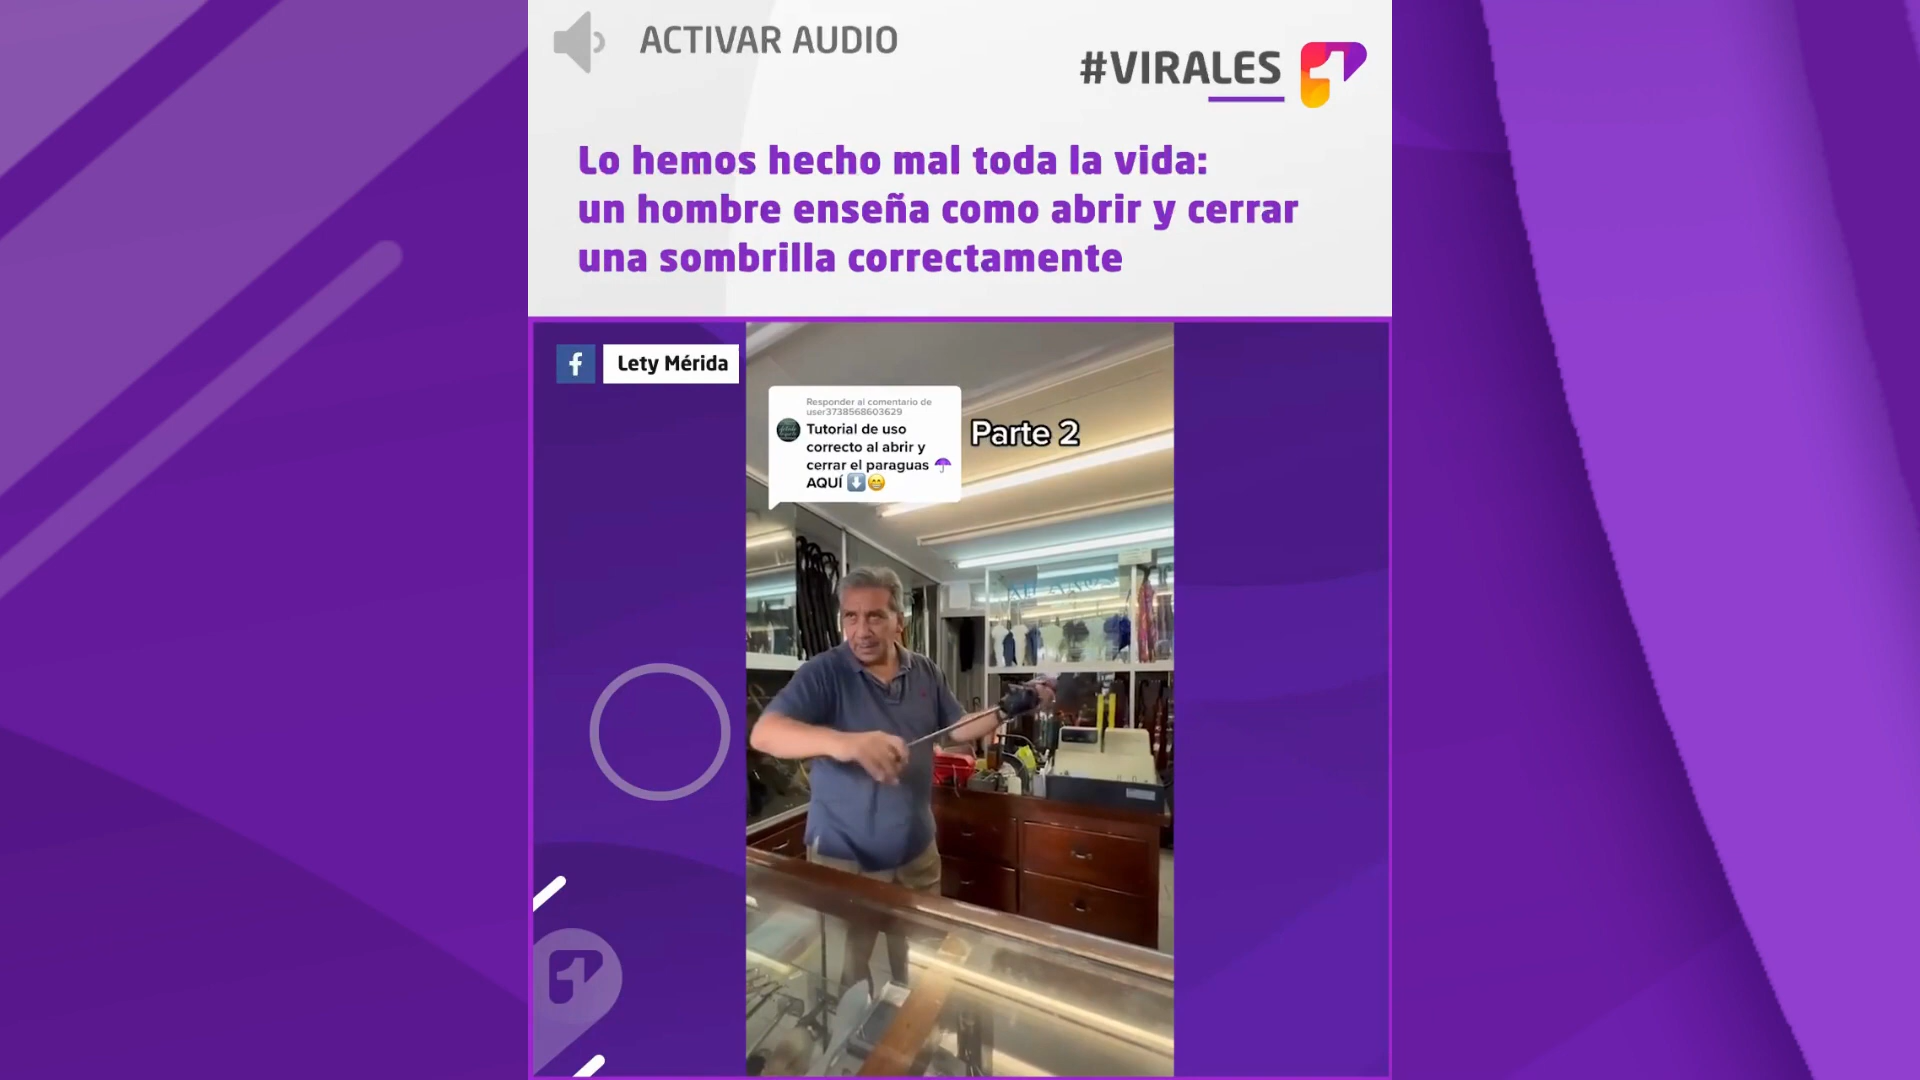 ACTIVAR AUDIO
#VIRALES
Lo hemos hecho mal toda la vida:
un hombre enseña como abrir y cerrar
una sombrilla correctamente
Lety Mérida
Responder al comentario de
user3738568603629
Tutorial de uso
correcto al abrir y
cerrar el paraguas ☂
AQUÍ ⬇️😁
Parte 2